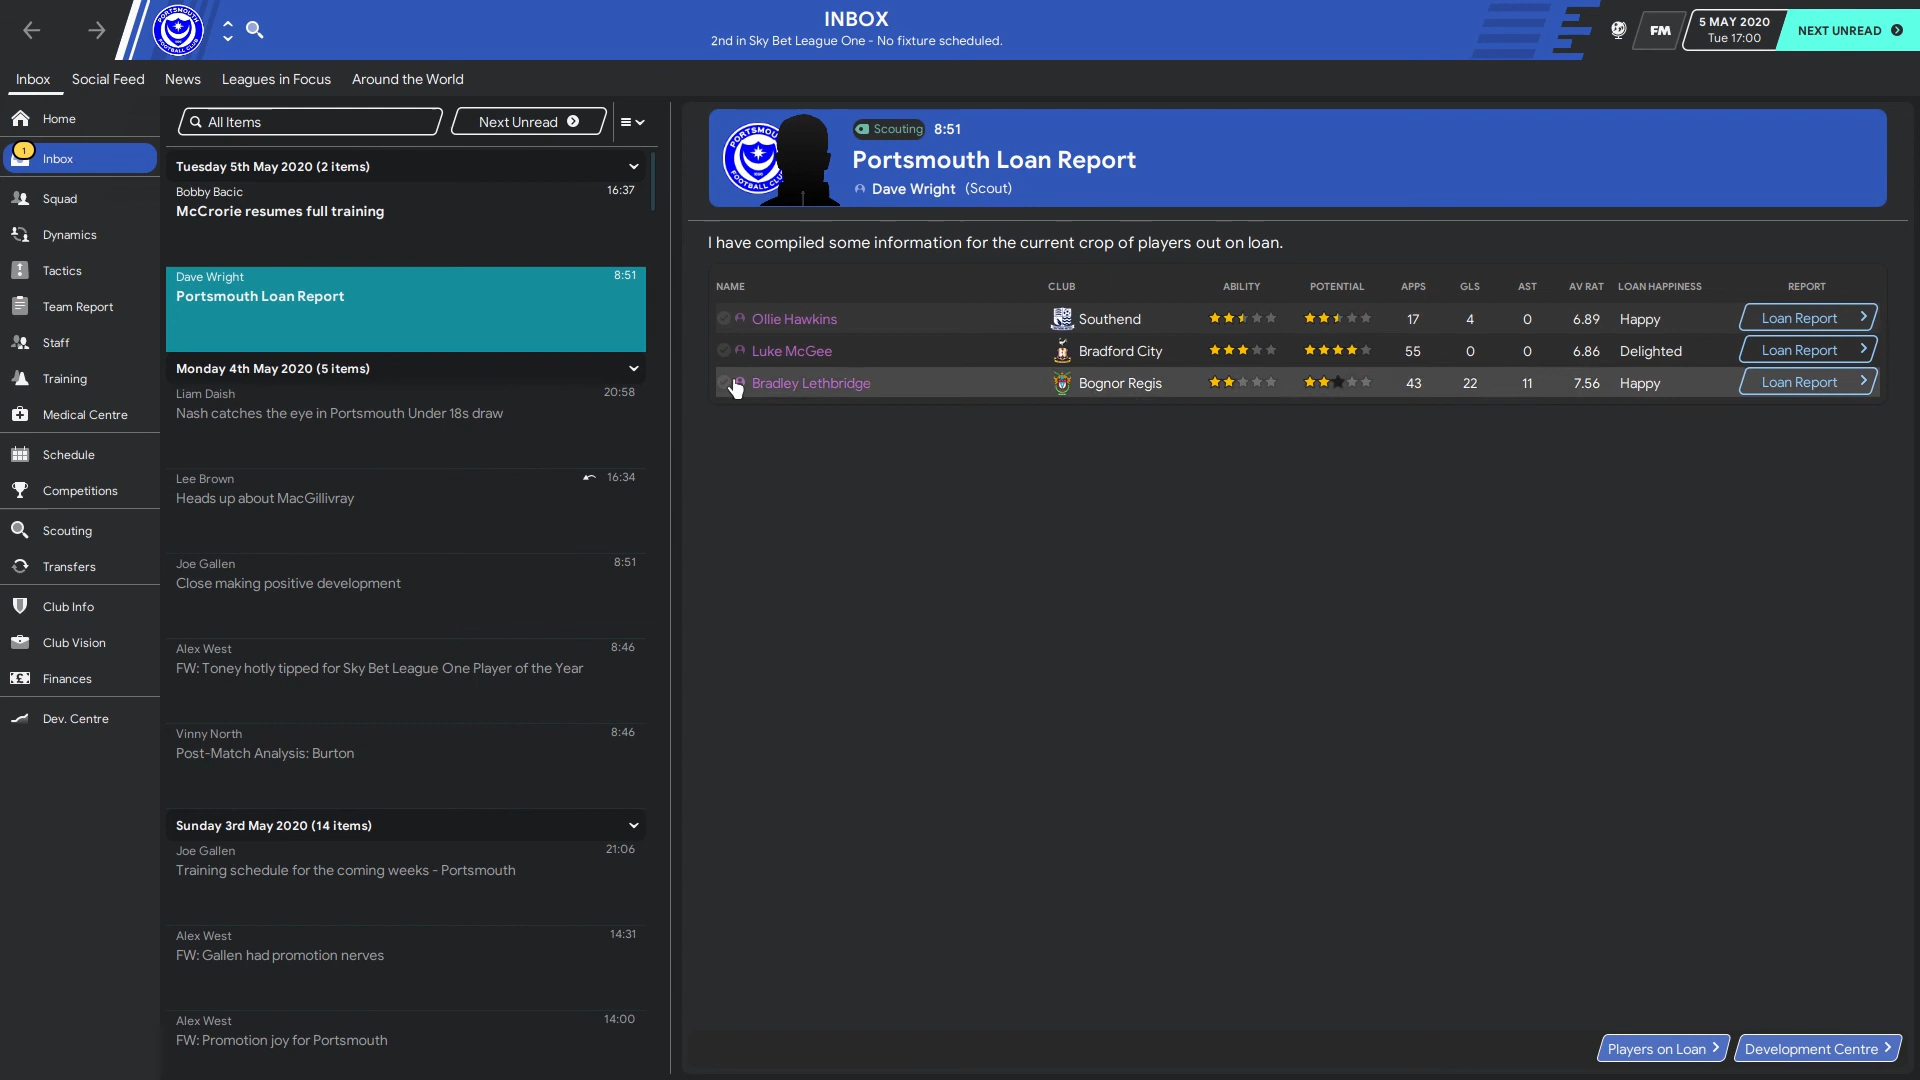 INBOX
2nd in Sky Bet League One - No fixture scheduled.
FM
5 MAY 2020
Tue 17:00
NEXT UNREAD
Inbox
Social Feed
News
Leagues in Focus
Around the World
Home
1
Inbox
Squad
Dynamics
Tactics
Team Report
Staff
Training
Medical Centre
Schedule
Competitions
Scouting
Transfers
Club Info
Club Vision
Finances
Dev. Centre
All Items
Next Unread
Tuesday 5th May 2020 (2 items)
Bobby Bacic 16:37
McCrorie resumes full training
Dave Wright 8:51
Portsmouth Loan Report
Monday 4th May 2020 (5 items)
Liam Daish 20:58
Nash catches the eye in Portsmouth Under 18s draw
Lee Brown 16:34
Heads up about MacGillivray
Joe Gallen 8:51
Close making positive development
Alex West 8:46
FW: Toney hotly tipped for Sky Bet League One Player of the Year
Vinny North 8:46
Post-Match Analysis: Burton
Sunday 3rd May 2020 (14 items)
Joe Gallen 21:06
Training schedule for the coming weeks - Portsmouth
Alex West 14:31
FW: Gallen had promotion nerves
Alex West 14:00
FW: Promotion joy for Portsmouth
Scouting 8:51
Portsmouth Loan Report
Dave Wright (Scout)
I have compiled some information for the current crop of players out on loan.
NAME CLUB ABILITY POTENTIAL APPS GLS AST AV RAT LOAN HAPPINESS REPORT
Ollie Hawkins Southend 17 4 0 6.89 Happy Loan Report
Luke McGee Bradford City 55 0 0 6.86 Delighted Loan Report
Bradley Lethbridge Bognor Regis 43 22 11 7.56 Happy Loan Report
Players on Loan
Development Centre